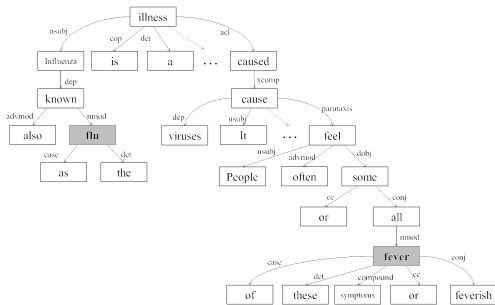 illness
nsubj cop det acl
Influenza is a ... caused
dep xcomp
known cause
advmod nmod dep nsubj parataxis
also flu viruses It ... feel
case det nsubj advmod dobj
as the People often some
cc conj
or all
nmod
fever
case det compound cc conj
of these symptoms or feverish